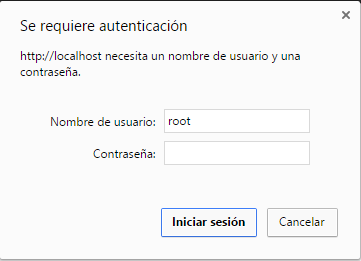 Se requiere autenticación
http://localhost necesita un nombre de usuario y una
contraseña.
Nombre de usuario: root
Contraseña:
Iniciar sesión Cancelar